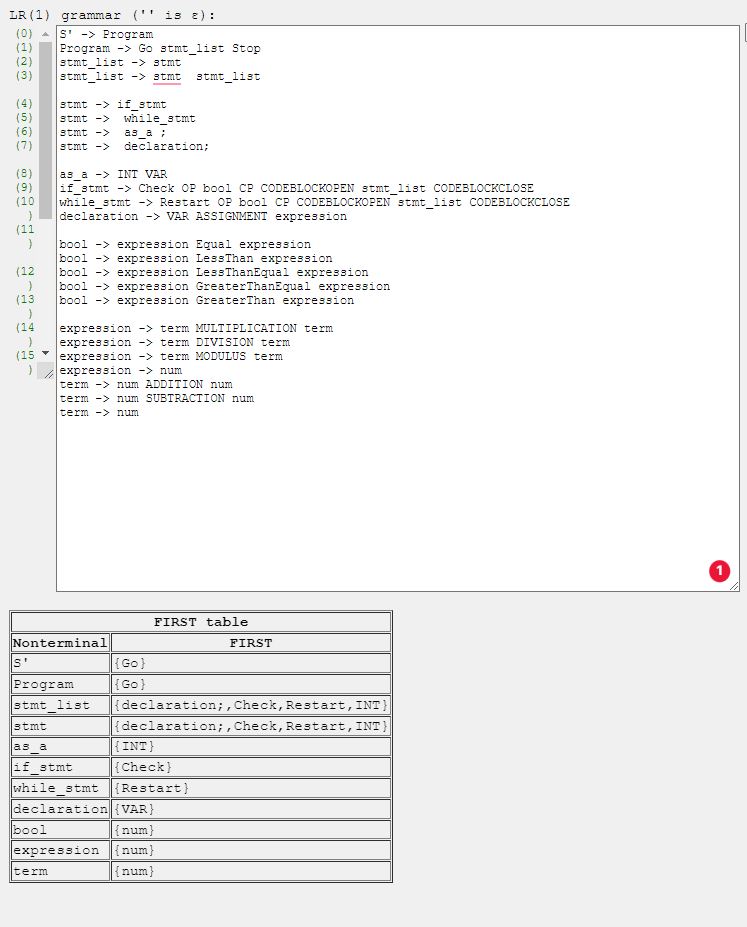 LR(1) grammar ('' is ε):
(0) S' -> Program
(1) Program -> Go stmt_list Stop
(2) stmt_list -> stmt
(3) stmt_list -> stmt  stmt_list
(4) stmt -> if_stmt
(5) stmt ->  while_stmt
(6) stmt ->  as_a ;
(7) stmt ->  declaration;
(8) as_a -> INT VAR
(9) if_stmt -> Check OP bool CP CODEBLOCKOPEN stmt_list CODEBLOCKCLOSE
(10 while_stmt -> Restart OP bool CP CODEBLOCKOPEN stmt_list CODEBLOCKCLOSE
) declaration -> VAR ASSIGNMENT expression
(11
) bool -> expression Equal expression
bool -> expression LessThan expression
(12 bool -> expression LessThanEqual expression
) bool -> expression GreaterThanEqual expression
(13 bool -> expression GreaterThan expression
)
(14 expression -> term MULTIPLICATION term
) expression -> term DIVISION term
(15 expression -> term MODULUS term
) expression -> num
term -> num ADDITION num
term -> num SUBTRACTION num
term -> num
1
FIRST table
Nonterminal FIRST
S' {Go}
Program {Go}
stmt_list {declaration;,Check,Restart,INT}
stmt {declaration;,Check,Restart,INT}
as_a {INT}
if_stmt {Check}
while_stmt {Restart}
declaration {VAR}
bool {num}
expression {num}
term {num}